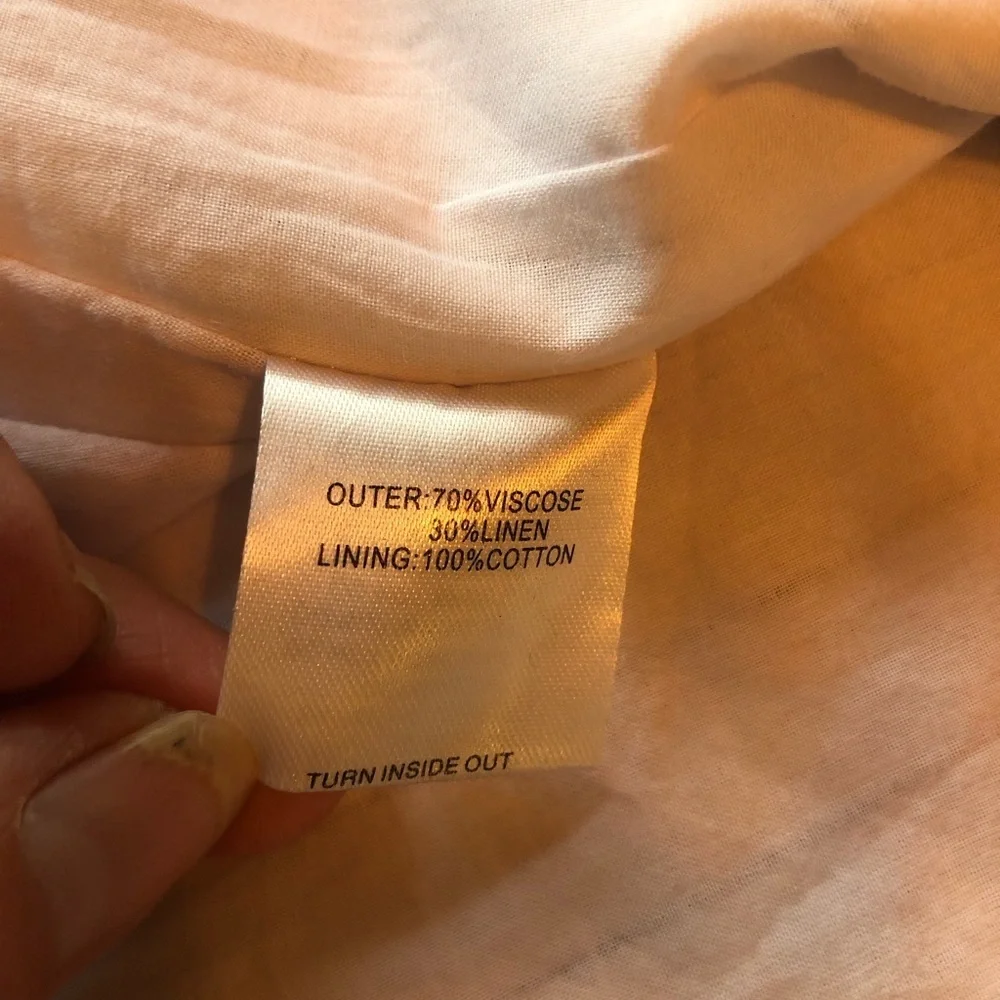 OUTER:70%VISCOSE
30%LINEN
LINING:100%COTTON
TURN INSIDE OUT